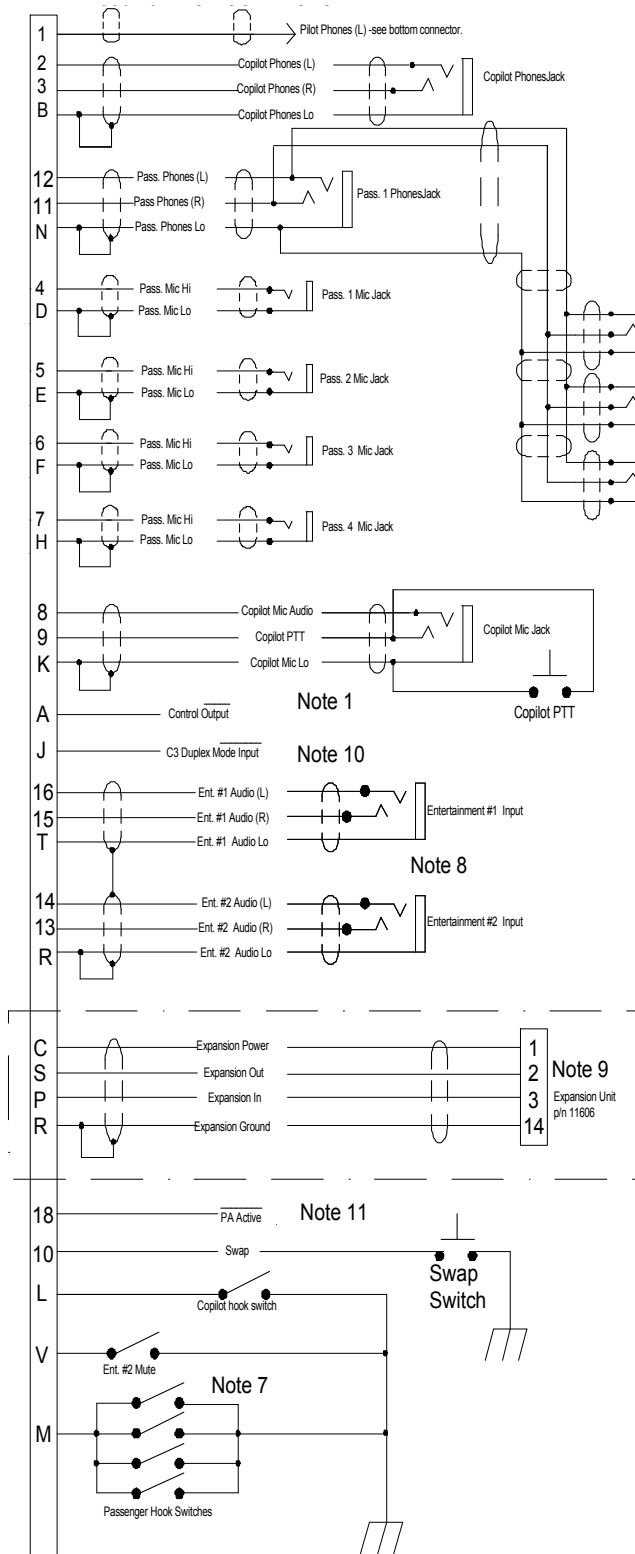 1 Pilot Phones (L) -see bottom connector.
2 Copilot Phones (L)
3 Copilot Phones (R) Copilot PhonesJack
B Copilot Phones Lo
12 Pass. Phones (L)
11 Pass Phones (R) Pass. 1 PhonesJack
N Pass. Phones Lo
4 Pass. Mic Hi Pass. 1 Mic Jack
D Pass. Mic Lo
5 Pass. Mic Hi Pass. 2 Mic Jack
E Pass. Mic Lo
6 Pass. Mic Hi Pass. 3 Mic Jack
F Pass. Mic Lo
7 Pass. Mic Hi Pass. 4 Mic Jack
H Pass. Mic Lo
8 Copilot Mic Audio
9 Copilot PTT Copilot Mic Jack
K Copilot Mic Lo
A Control Output Note 1 Copilot PTT
J C3 Duplex Mode Input Note 10
16 Ent. #1 Audio (L)
15 Ent. #1 Audio (R) Entertainment #1 Input
T Ent. #1 Audio Lo
Note 8
14 Ent. #2 Audio (L)
13 Ent. #2 Audio (R) Entertainment #2 Input
R Ent. #2 Audio Lo
C Expansion Power 1
S Expansion Out 2 Note 9
P Expansion In 3 Expansion Unit
p/n 11606
R Expansion Ground 14
18 PA Active Note 11
10 Swap
Swap
Switch
L Copilot hook switch
V Ent. #2 Mute
Note 7
M
Passenger Hook Switches